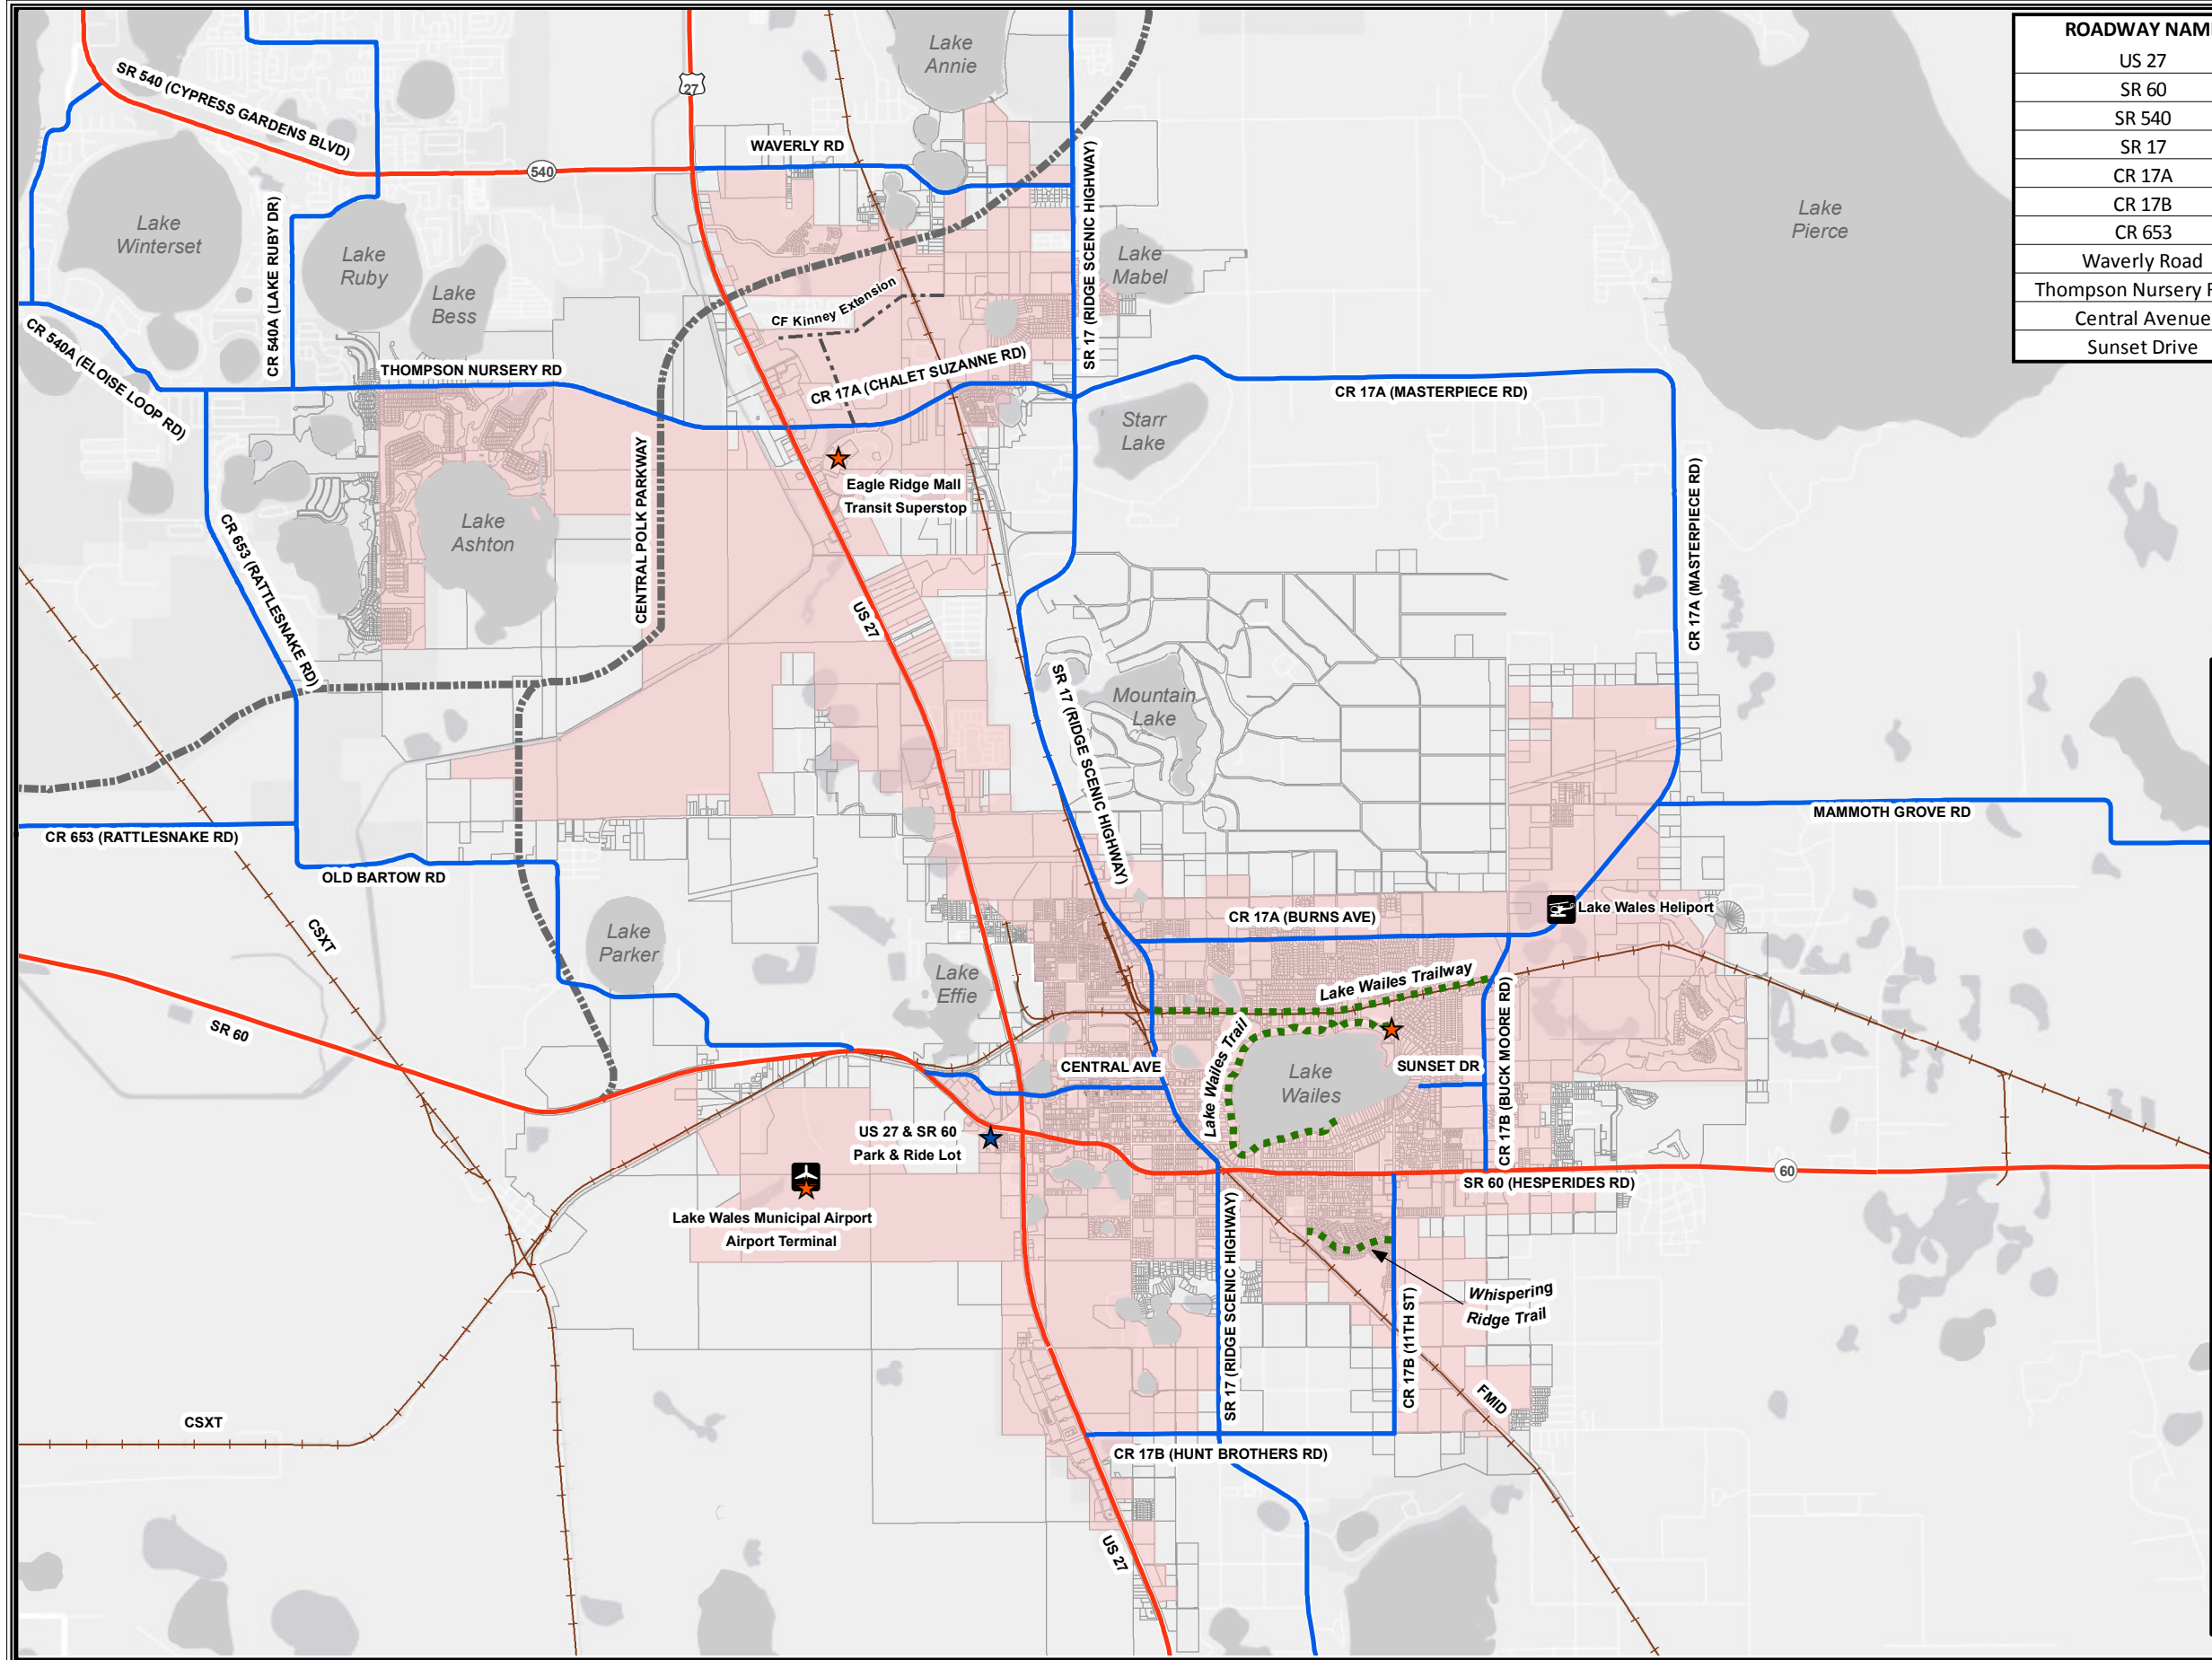 ROADWAY NAM
US 27
SR 60
SR 540
SR 17
CR 17A
CR 17B
CR 653
Waverly Road
Thompson Nursery R
Central Avenue
Sunset Drive
Lake
Annie
SR 540 (CYPRESS GARDENS BLVD)
27
WAVERLY RD
540
Lake
Winterset
Lake
Ruby
Lake
Bess
CR 540A (LAKE RUBY DR)
SR 17 (RIDGE SCENIC HIGHWAY)
Lake
Mabel
Lake
Pierce
CF Kinney Extension
CR 540A (ELOISE LOOP RD)
THOMPSON NURSERY RD
CR 17A (CHALET SUZANNE RD)
CR 17A (MASTERPIECE RD)
Starr
Lake
CENTRAL POLK PARKWAY
Eagle Ridge Mall
Transit Superstop
Lake
Ashton
CR 653 (RATTLESNAKE RD)
CR 17A (MASTERPIECE RD)
US 27
SR 17 (RIDGE SCENIC HIGHWAY)
Mountain
Lake
MAMMOTH GROVE RD
CR 653 (RATTLESNAKE RD)
OLD BARTOW RD
CSXT
Lake
Parker
CR 17A (BURNS AVE)
Lake Wales Heliport
Lake
Effie
Lake Wailes Trailway
SR 60
CENTRAL AVE
Lake Wailes Trail
Lake
Wailes
SUNSET DR
CR 17B (BUCK MOORE RD)
US 27 & SR 60
Park & Ride Lot
60
SR 60 (HESPERIDES RD)
Lake Wales Municipal Airport
Airport Terminal
SR 17 (RIDGE SCENIC HIGHWAY)
Whispering
Ridge Trail
CR 17B (11TH ST)
FMID
CSXT
CR 17B (HUNT BROTHERS RD)
US 27